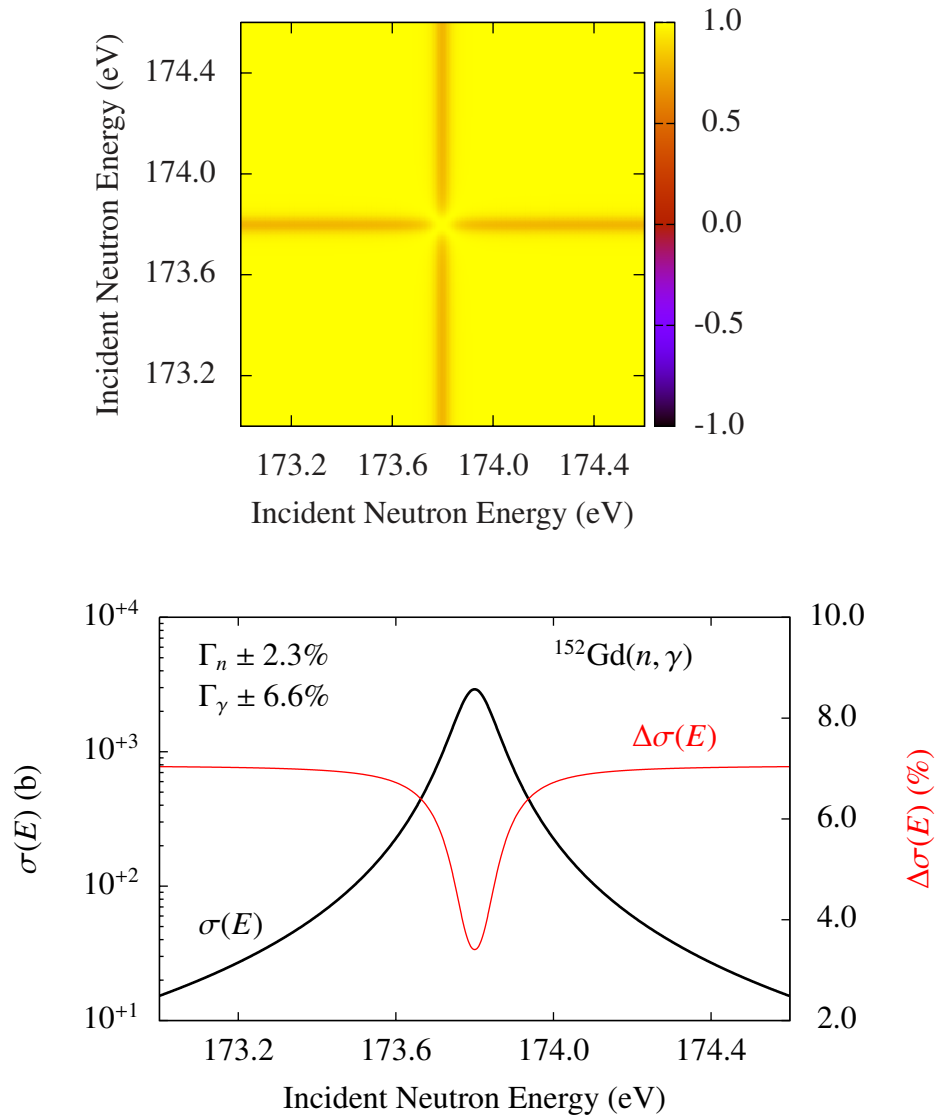 1.0
174.4
0.5
174.0
0.0
173.6
-0.5
173.2
-1.0
173.2 173.6 174.0 174.4
Incident Neutron Energy (eV)
Incident Neutron Energy (eV)
10⁺⁴
10.0
Γₙ ± 2.3%
¹⁵²Gd(n, γ)
Γᵧ ± 6.6%
8.0
10⁺³
Δσ(E)
6.0
10⁺²
σ(E)
4.0
10⁺¹
2.0
σ(E) (b)
Δσ(E) (%)
173.2 173.6 174.0 174.4
Incident Neutron Energy (eV)